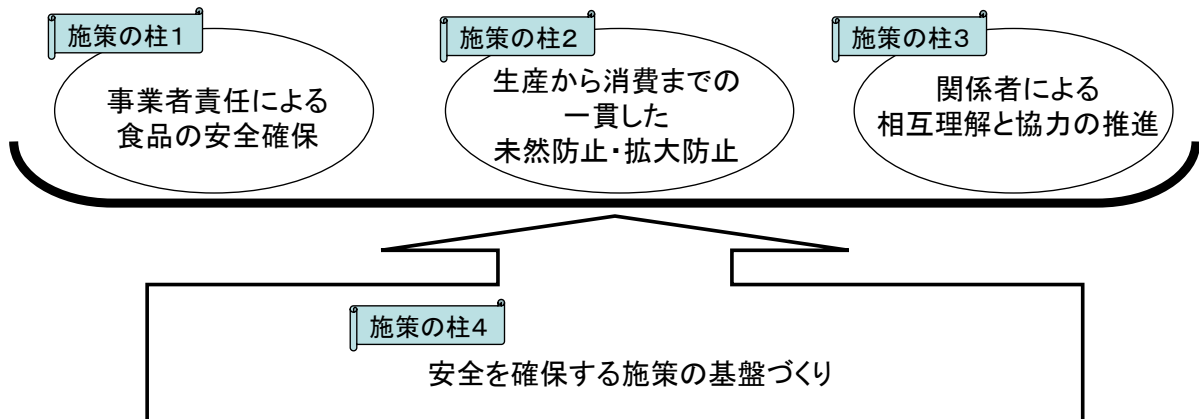 施策の柱1
事業者責任による
食品の安全確保
施策の柱2
生産から消費までの
一貫した
未然防止・拡大防止
施策の柱3
関係者による
相互理解と協力の推進
施策の柱4
安全を確保する施策の基盤づくり